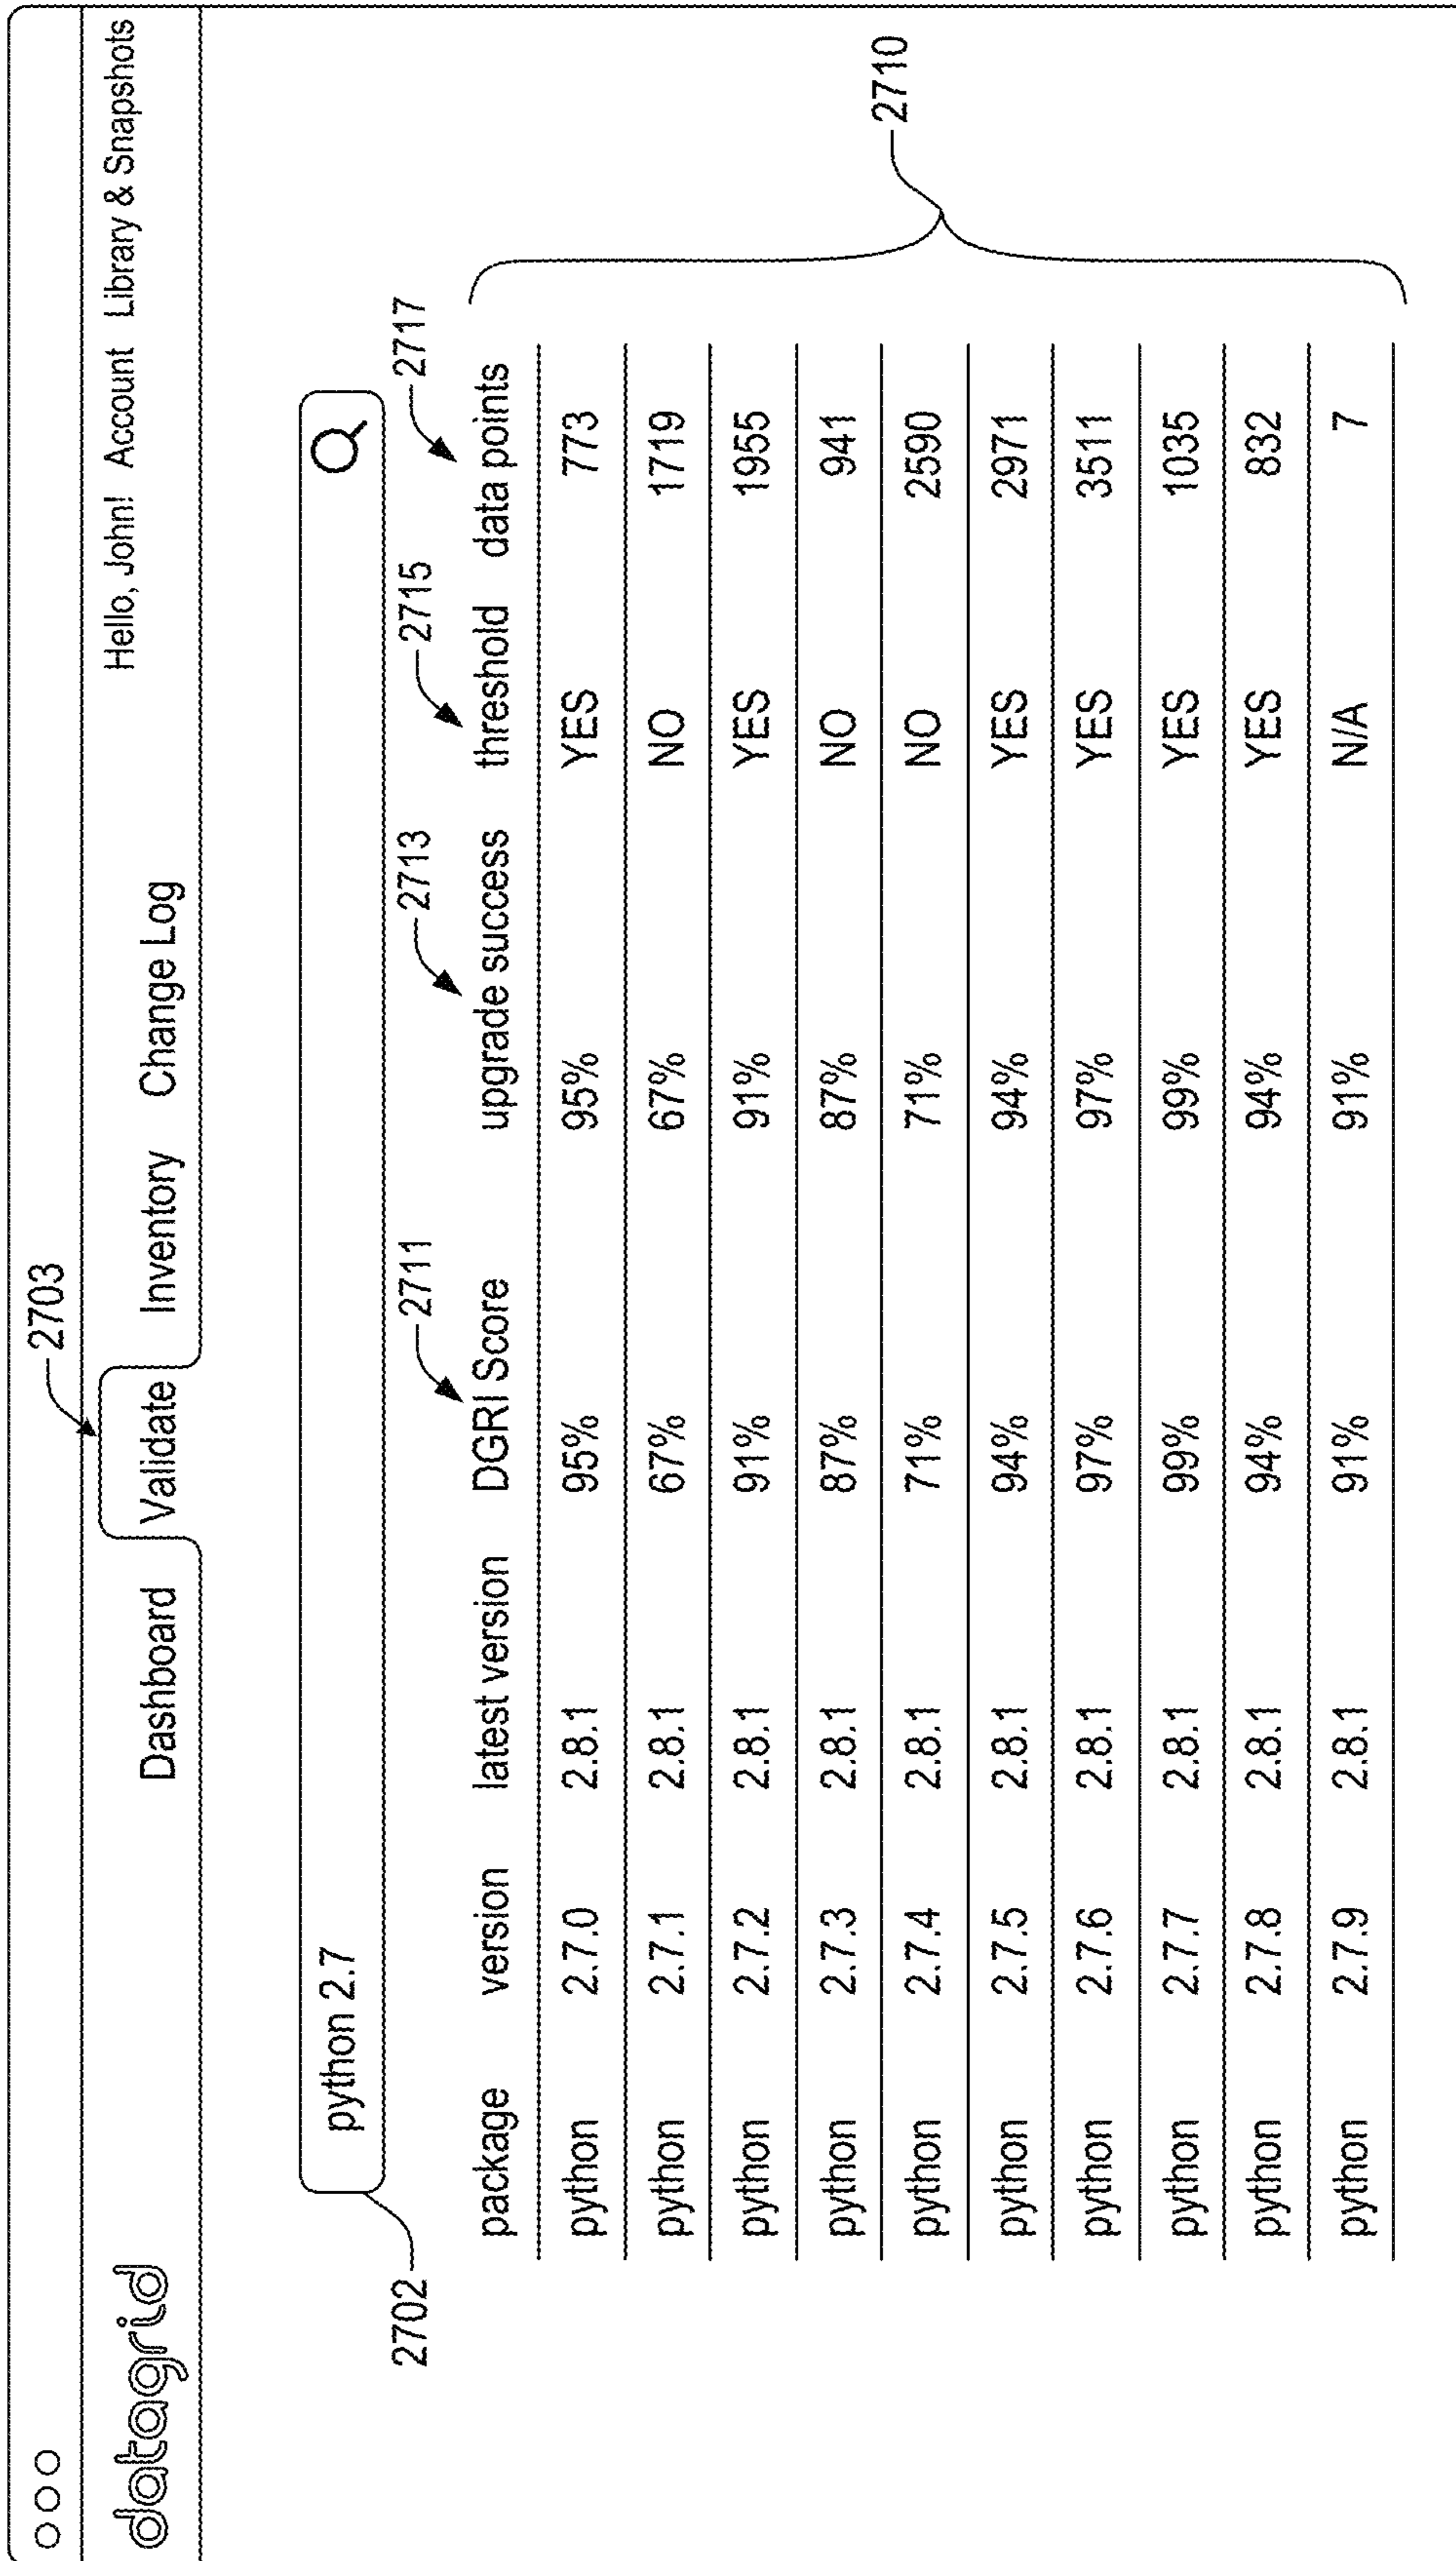 2703
datagrid Dashboard Validate Inventory Change Log Hello, John! Account Library & Snapshots
python 2.7
2702 2711 2713 2715 2717
package version latest version DGRI Score upgrade success threshold data points
python 2.7.0 2.8.1 95% 95% YES 773
python 2.7.1 2.8.1 67% 67% NO 1719
python 2.7.2 2.8.1 91% 91% YES 1955
python 2.7.3 2.8.1 87% 87% NO 941
python 2.7.4 2.8.1 71% 71% NO 2590
2710
python 2.7.5 2.8.1 94% 94% YES 2971
python 2.7.6 2.8.1 97% 97% YES 3511
python 2.7.7 2.8.1 99% 99% YES 1035
python 2.7.8 2.8.1 94% 94% YES 832
python 2.7.9 2.8.1 91% 91% N/A 7